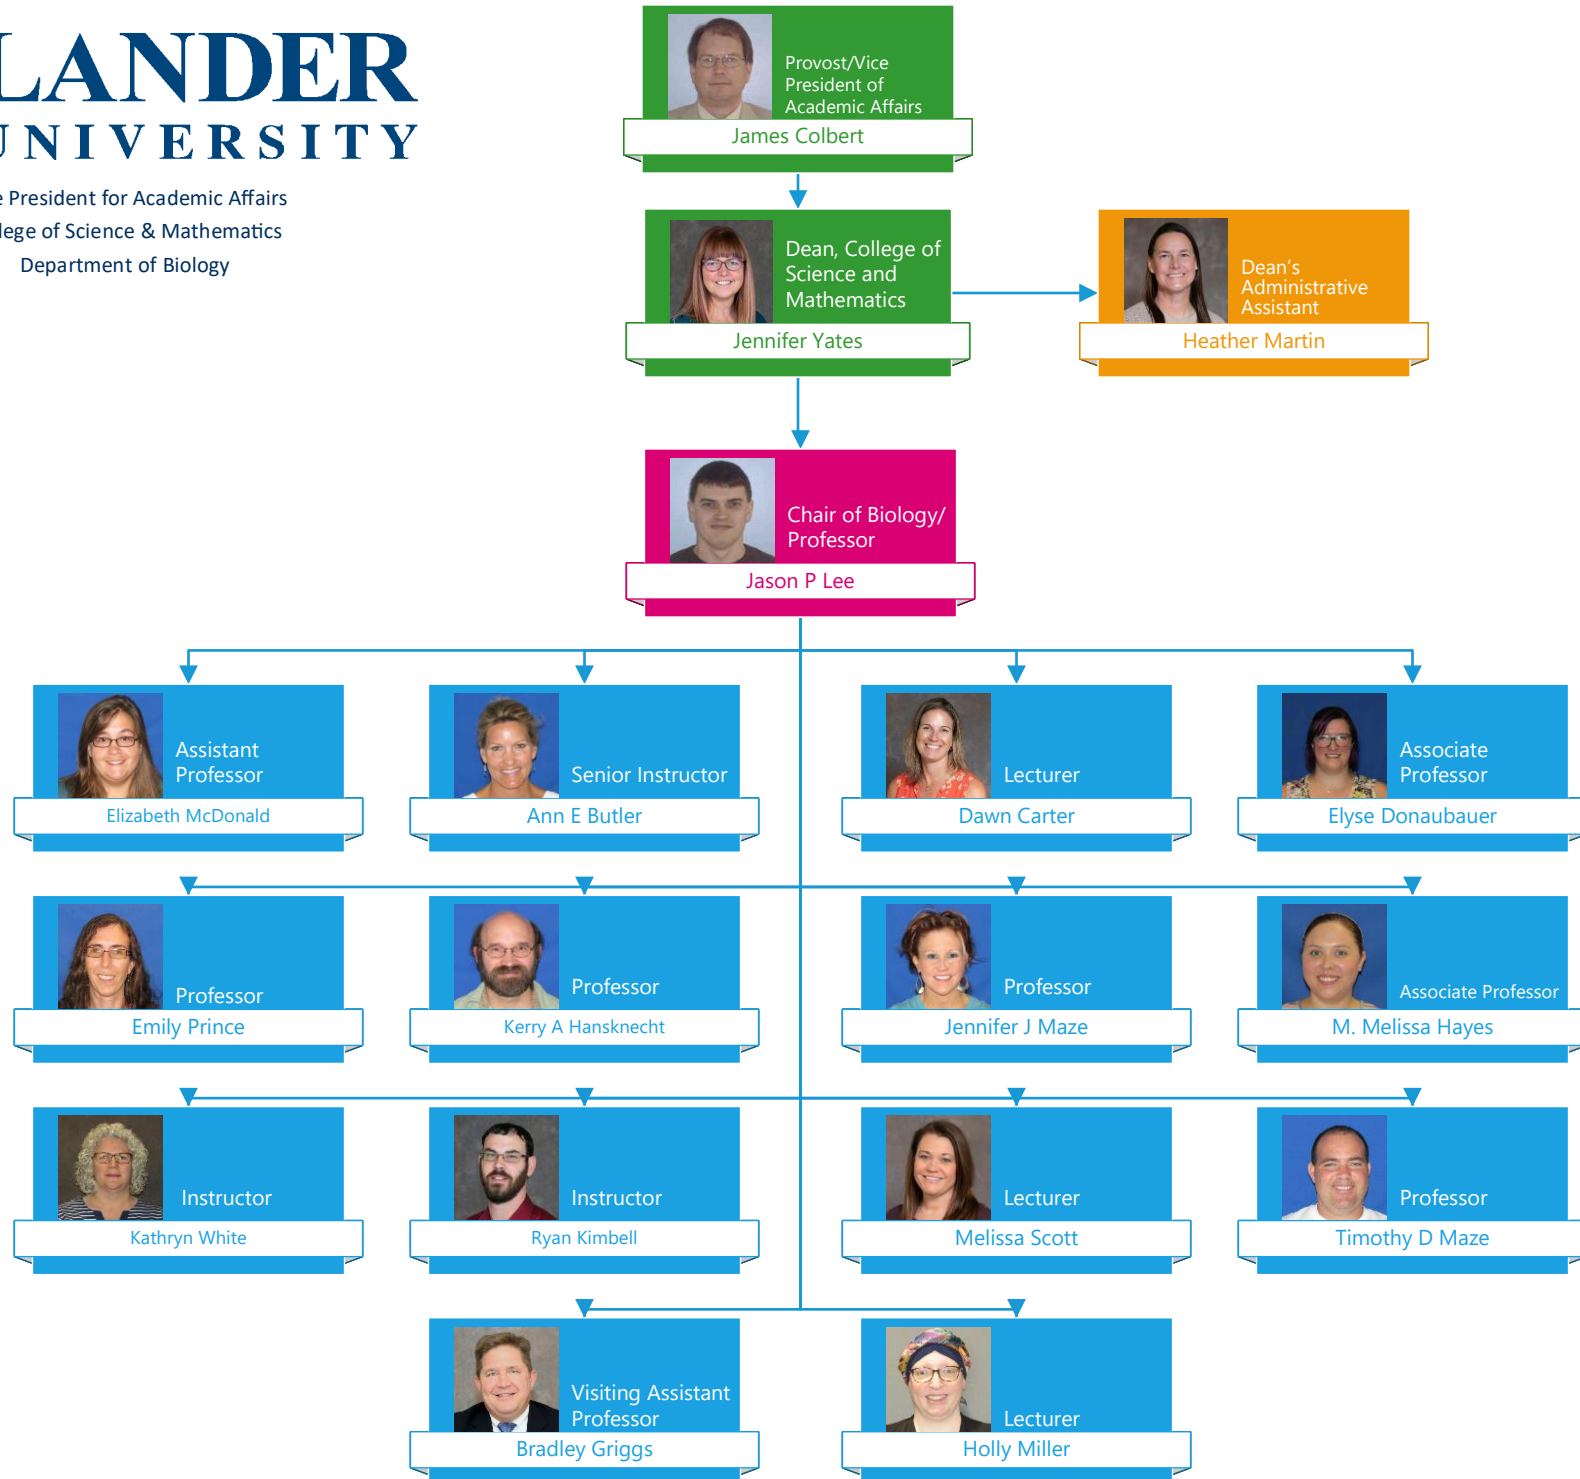 LANDER
UNIVERSITY
e President for Academic Affairs
lege of Science & Mathematics
Department of Biology
Provost/Vice
President of
Academic Affairs
James Colbert
Dean, College of
Science and
Mathematics
Jennifer Yates
Dean's
Administrative
Assistant
Heather Martin
Chair of Biology/
Professor
Jason P Lee
Assistant
Professor
Elizabeth McDonald
Senior Instructor
Ann E Butler
Lecturer
Dawn Carter
Associate
Professor
Elyse Donaubauer
Professor
Emily Prince
Professor
Kerry A Hansknecht
Professor
Jennifer J Maze
Associate Professor
M. Melissa Hayes
Instructor
Kathryn White
Instructor
Ryan Kimbell
Lecturer
Melissa Scott
Professor
Timothy D Maze
Visiting Assistant
Professor
Bradley Griggs
Lecturer
Holly Miller